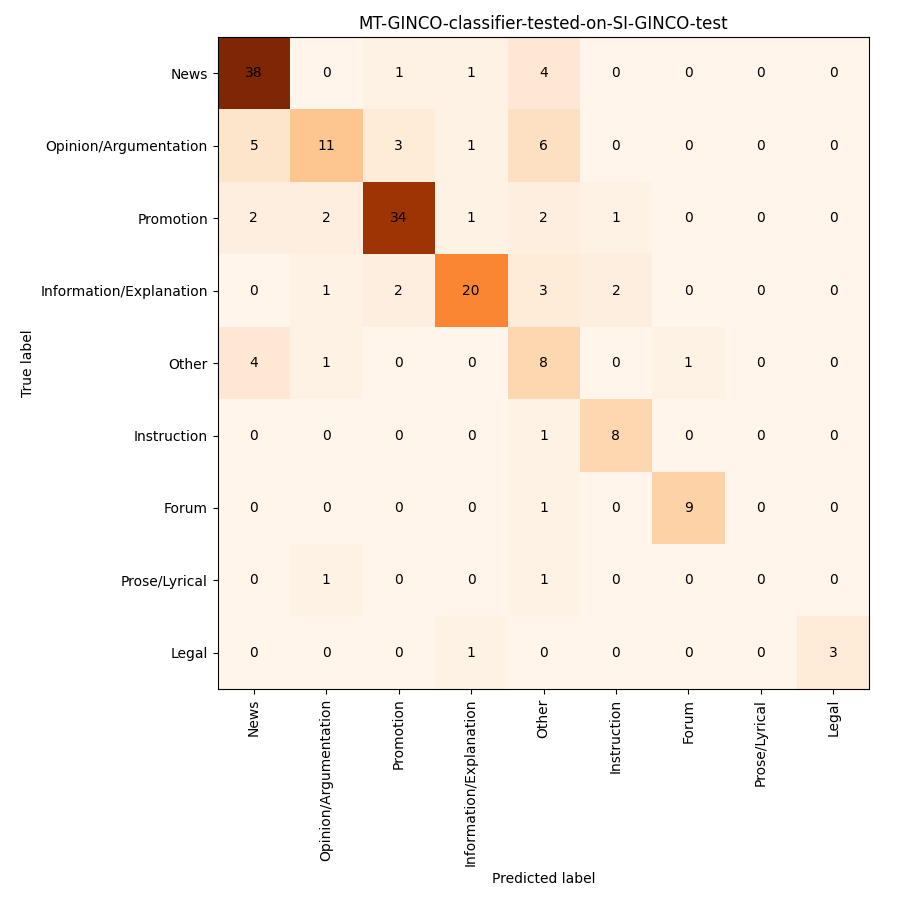 MT-GINCO-classifier-tested-on-SI-GINCO-test
News 38 0 1 1 4 0 0 0 0
Opinion/Argumentation 5 11 3 1 6 0 0 0 0
Promotion 2 2 34 1 2 1 0 0 0
Information/Explanation 0 1 2 20 3 2 0 0 0
Other 4 1 0 0 8 0 1 0 0
Instruction 0 0 0 0 1 8 0 0 0
Forum 0 0 0 0 1 0 9 0 0
Prose/Lyrical 0 1 0 0 1 0 0 0 0
Legal 0 0 0 1 0 0 0 0 3
True label
News
Opinion/Argumentation
Promotion
Information/Explanation
Other
Instruction
Forum
Prose/Lyrical
Legal
Predicted label